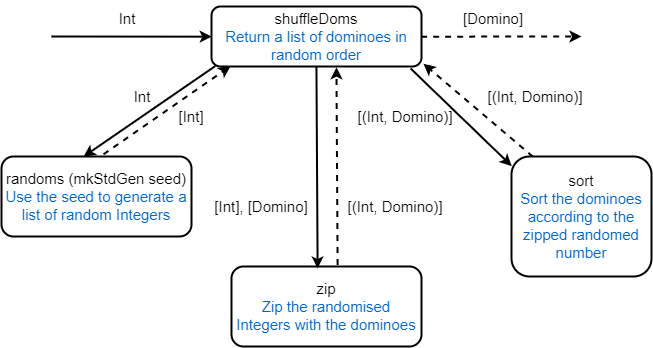 Int
shuffleDoms
Return a list of dominoes in
random order
[Domino]
Int
[Int]
[(Int, Domino)]
[(Int, Domino)]
randoms (mkStdGen seed)
Use the seed to generate a
list of random Integers
[Int], [Domino]
[(Int, Domino)]
sort
Sort the dominoes
according to the
zipped randomed
number
zip
Zip the randomised
Integers with the dominoes